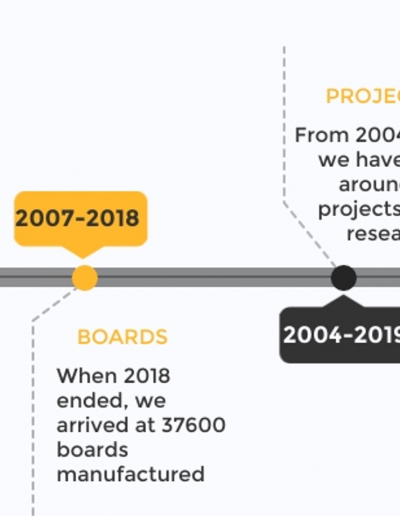 2007-2018
BOARDS
When 2018
ended, we
arrived at 37600
boards
manufactured
PROJEC
From 2004
we have
aroun
projects
resea
2004-2019